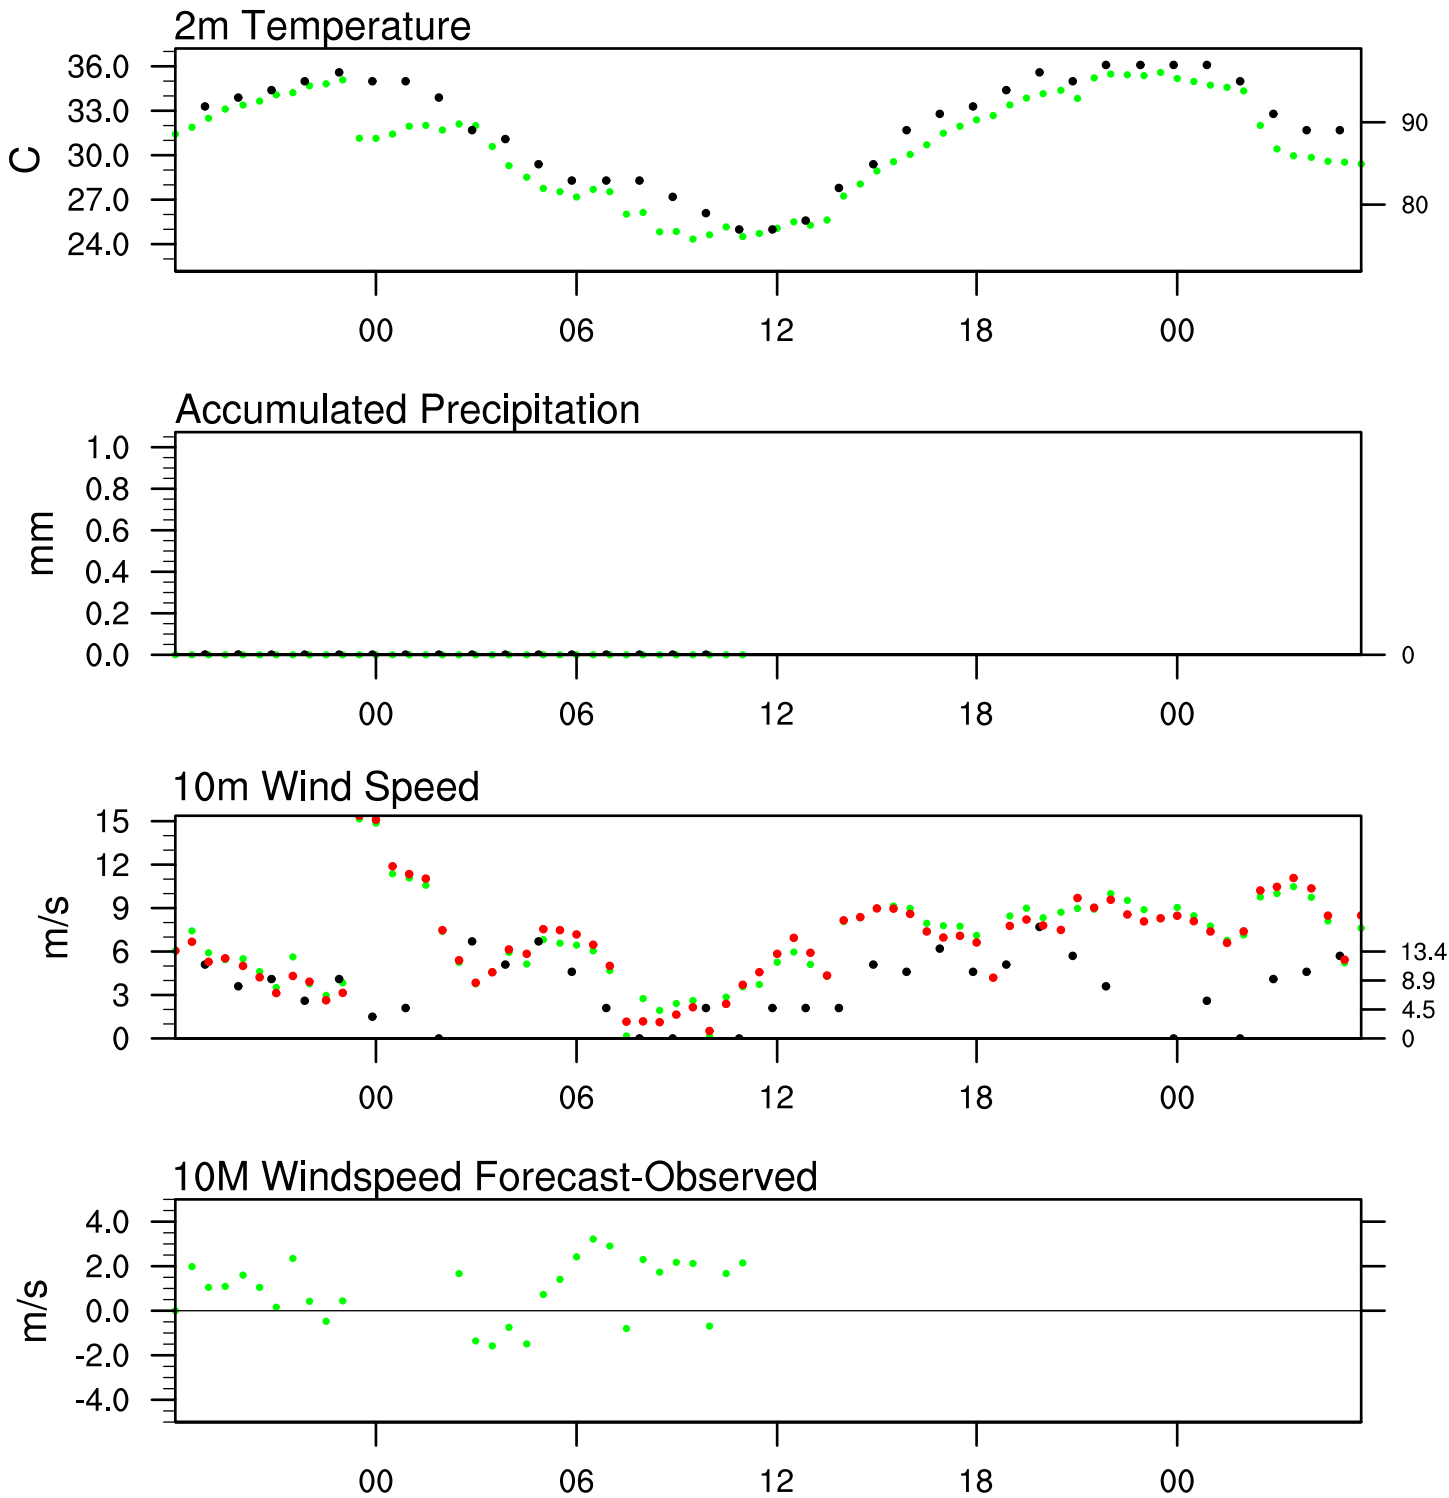 2m Temperature
36.0
33.0
90
30.0
C
27.0
80
24.0
00 06 12 18 00
Accumulated Precipitation
1.0
0.8
0.6
mm
0.4
0.2
0.0 0
00 06 12 18 00
10m Wind Speed
15
12
9
m/s
6 13.4
8.9
3
4.5
0 0
00 06 12 18 00
10M Windspeed Forecast-Observed
4.0
2.0
0.0
m/s
-2.0
-4.0
00 06 12 18 00